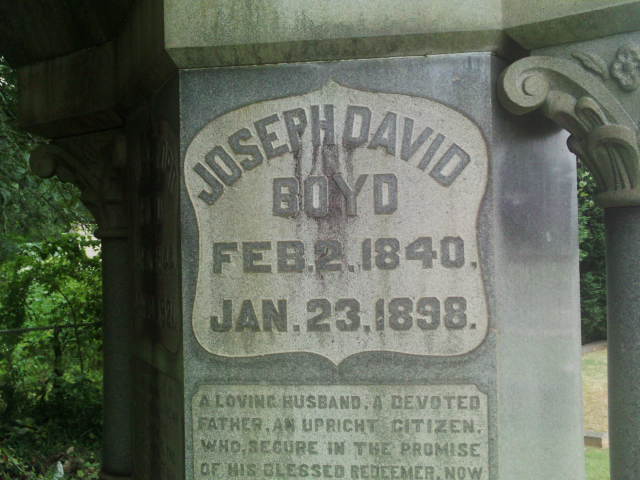 JOSEPH DAVID
BOYD
FEB. 2, 1840,
JAN. 23, 1898.
A LOVING HUSBAND, A DEVOTED
FATHER, AN UPRIGHT CITIZEN,
WHO, SECURE IN THE PROMISE
OF HIS BLESSED REDEEMER, NOW